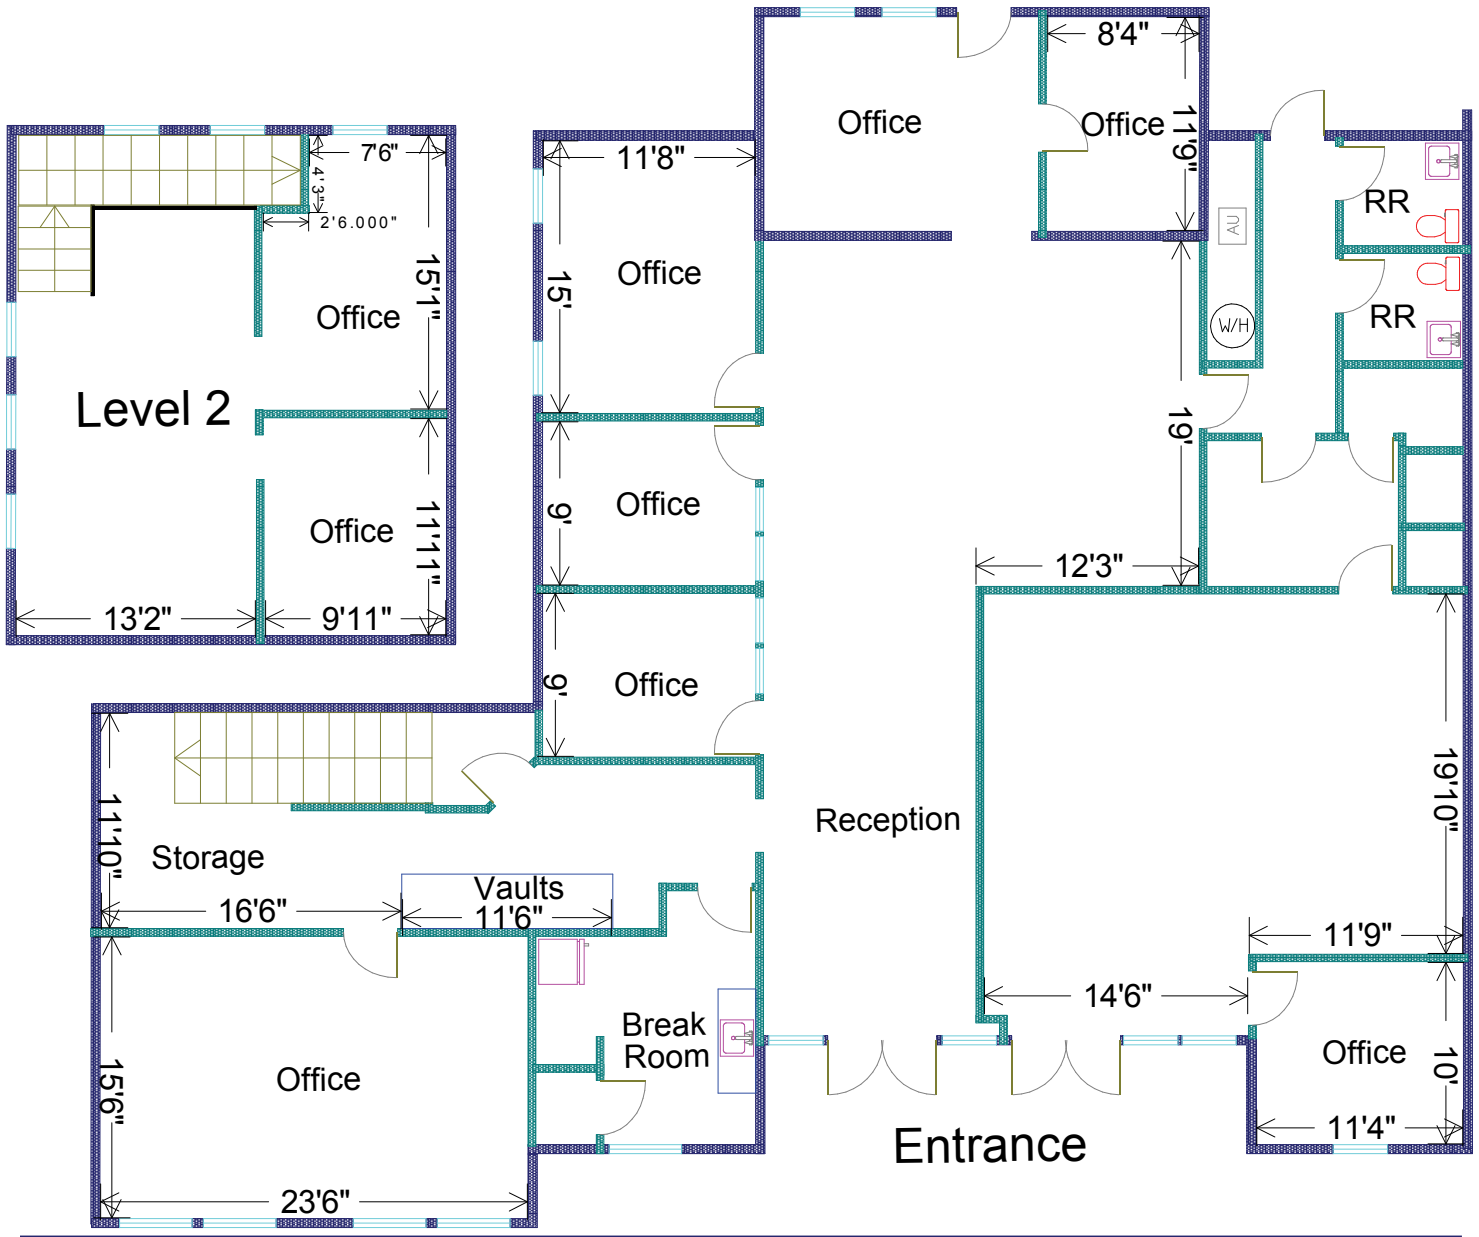 8'4"
Office
Office
11'9"
7'6"
4'3"
2'6.000"
15'1"
Office
Level 2
Office
11'11"
13'2"
9'11"
11'8"
Office
15'
RR
AU
RR
W/H
19'
Office
9'
12'3"
Office
9'
Reception
19'10"
11'10"
Storage
Vaults
16'6"
11'6"
11'9"
14'6"
Break
Room
Office
15'6"
23'6"
Office
10'
11'4"
Entrance